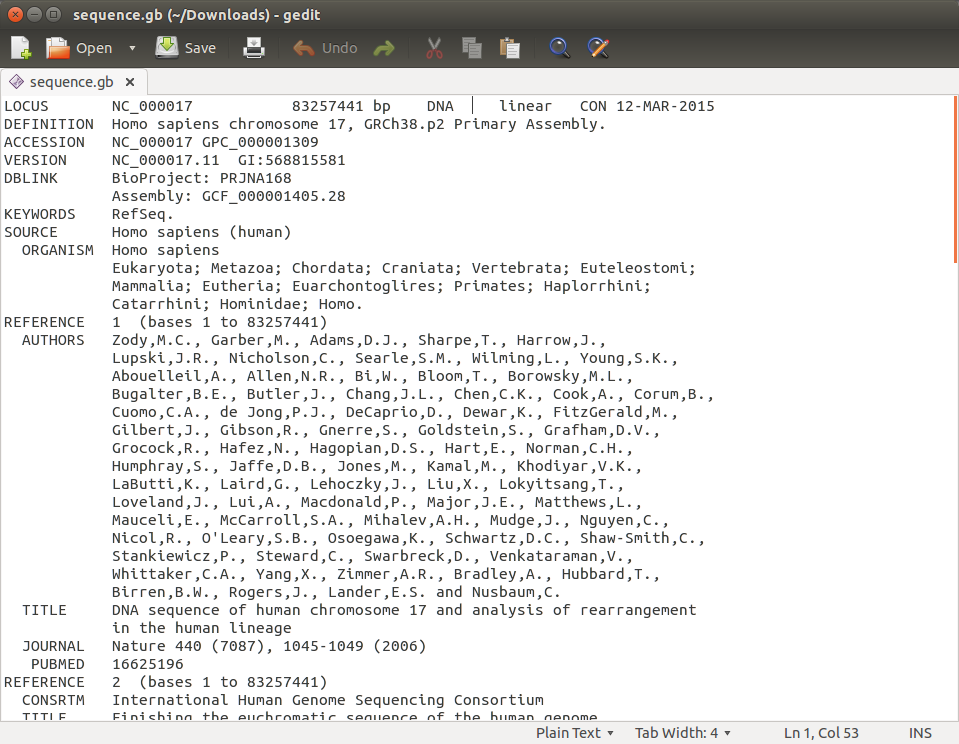 sequence.gb (~/Downloads) - gedit
Open Save Undo
sequence.gb
LOCUS       NC_000017           83257441 bp    DNA     linear   CON 12-MAR-2015
DEFINITION  Homo sapiens chromosome 17, GRCh38.p2 Primary Assembly.
ACCESSION   NC_000017 GPC_000001309
VERSION     NC_000017.11  GI:568815581
DBLINK      BioProject: PRJNA168
            Assembly: GCF_000001405.28
KEYWORDS    RefSeq.
SOURCE      Homo sapiens (human)
  ORGANISM  Homo sapiens
            Eukaryota; Metazoa; Chordata; Craniata; Vertebrata; Euteleostomi;
            Mammalia; Eutheria; Euarchontoglires; Primates; Haplorrhini;
            Catarrhini; Hominidae; Homo.
REFERENCE   1  (bases 1 to 83257441)
  AUTHORS   Zody,M.C., Garber,M., Adams,D.J., Sharpe,T., Harrow,J.,
            Lupski,J.R., Nicholson,C., Searle,S.M., Wilming,L., Young,S.K.,
            Abouelleil,A., Allen,N.R., Bi,W., Bloom,T., Borowsky,M.L.,
            Bugalter,B.E., Butler,J., Chang,J.L., Chen,C.K., Cook,A., Corum,B.,
            Cuomo,C.A., de Jong,P.J., DeCaprio,D., Dewar,K., FitzGerald,M.,
            Gilbert,J., Gibson,R., Gnerre,S., Goldstein,S., Grafham,D.V.,
            Grocock,R., Hafez,N., Hagopian,D.S., Hart,E., Norman,C.H.,
            Humphray,S., Jaffe,D.B., Jones,M., Kamal,M., Khodiyar,V.K.,
            LaButti,K., Laird,G., Lehoczky,J., Liu,X., Lokyitsang,T.,
            Loveland,J., Lui,A., Macdonald,P., Major,J.E., Matthews,L.,
            Mauceli,E., McCarroll,S.A., Mihalev,A.H., Mudge,J., Nguyen,C.,
            Nicol,R., O'Leary,S.B., Osoegawa,K., Schwartz,D.C., Shaw-Smith,C.,
            Stankiewicz,P., Steward,C., Swarbreck,D., Venkataraman,V.,
            Whittaker,C.A., Yang,X., Zimmer,A.R., Bradley,A., Hubbard,T.,
            Birren,B.W., Rogers,J., Lander,E.S. and Nusbaum,C.
  TITLE     DNA sequence of human chromosome 17 and analysis of rearrangement
            in the human lineage
  JOURNAL   Nature 440 (7087), 1045-1049 (2006)
   PUBMED   16625196
REFERENCE   2  (bases 1 to 83257441)
  CONSRTM   International Human Genome Sequencing Consortium
  TITLE     Finishing the euchromatic sequence of the human genome
Plain Text Tab Width: 4 Ln 1, Col 53 INS